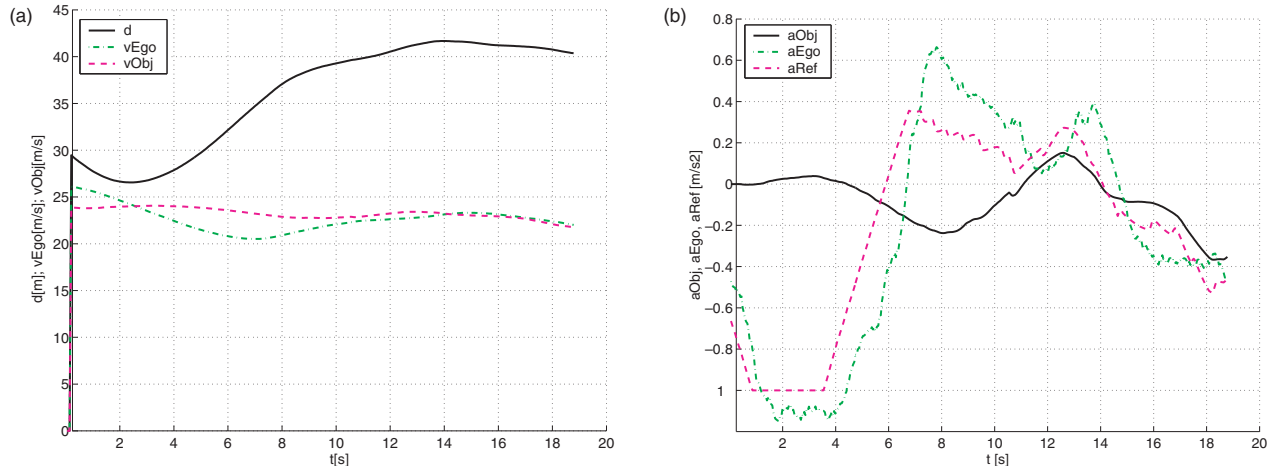 (a)
45
40
35
30
25
20
15
10
5
0
d[m]; vEgo[m/s]; vObj[m/s]
d
vEgo
vObj
2 4 6 8 10 12 14 16 18 20
t[s]
(b)
0.8
0.6
0.4
0.2
0
−0.2
−0.4
−0.6
−0.8
1
aObj, aEgo, aRef [m/s2]
aObj
aEgo
aRef
2 4 6 8 10 12 14 16 18 20
t [s]